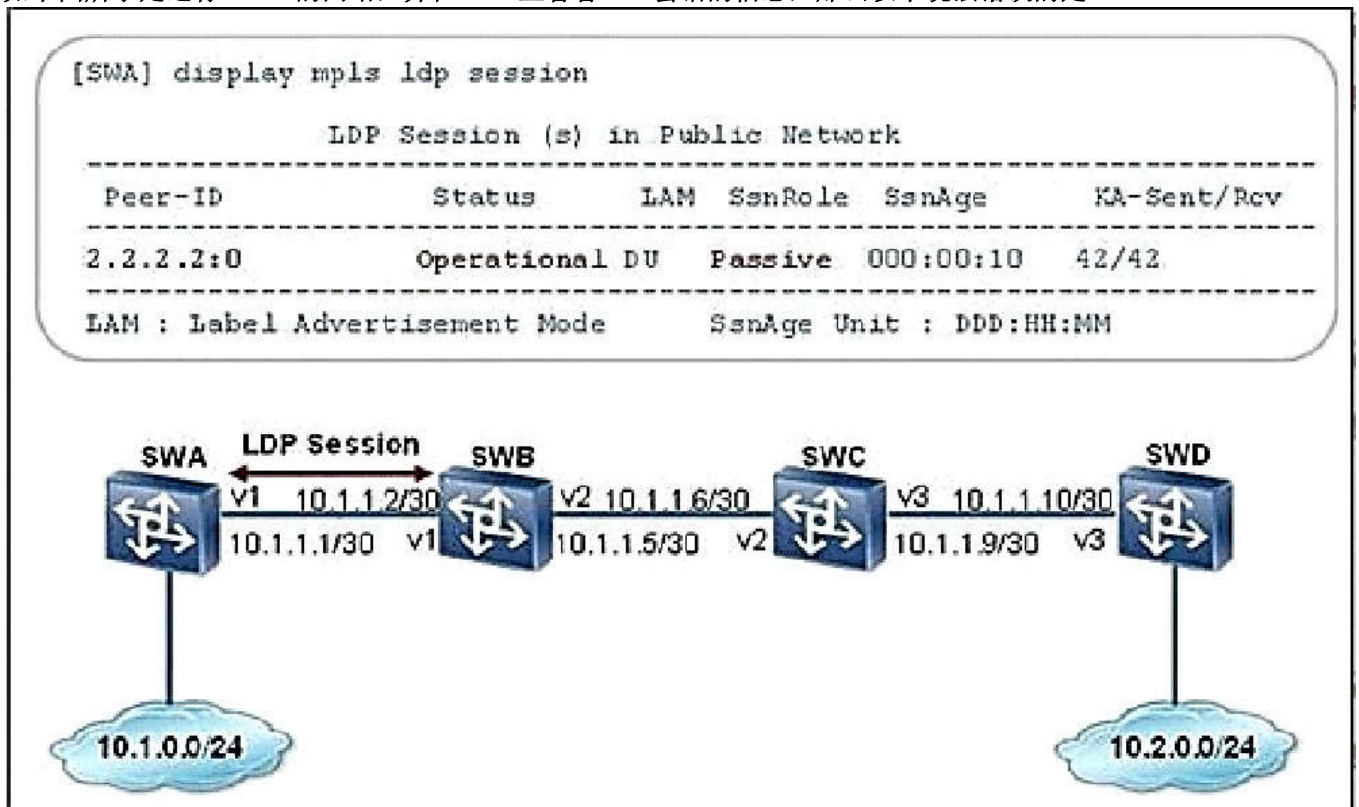 [SWA] display mpls ldp session
LDP Session (s) in Public Network
Peer-ID Status LAM SsnRole SsnAge KA-Sent/Rcv
2.2.2.2:0 Operational DU Passive 000:00:10 42/42
LAM : Label Advertisement Mode SsnAge Unit : DDD:HH:MM
SWA LDP Session SWB SWC SWD
v1 10.1.1.2/30 v2 10.1.1.6/30 v3 10.1.1.10/30
10.1.1.1/30 v1 10.1.1.5/30 v2 10.1.1.9/30 v3
10.1.0.0/24 10.2.0.0/24